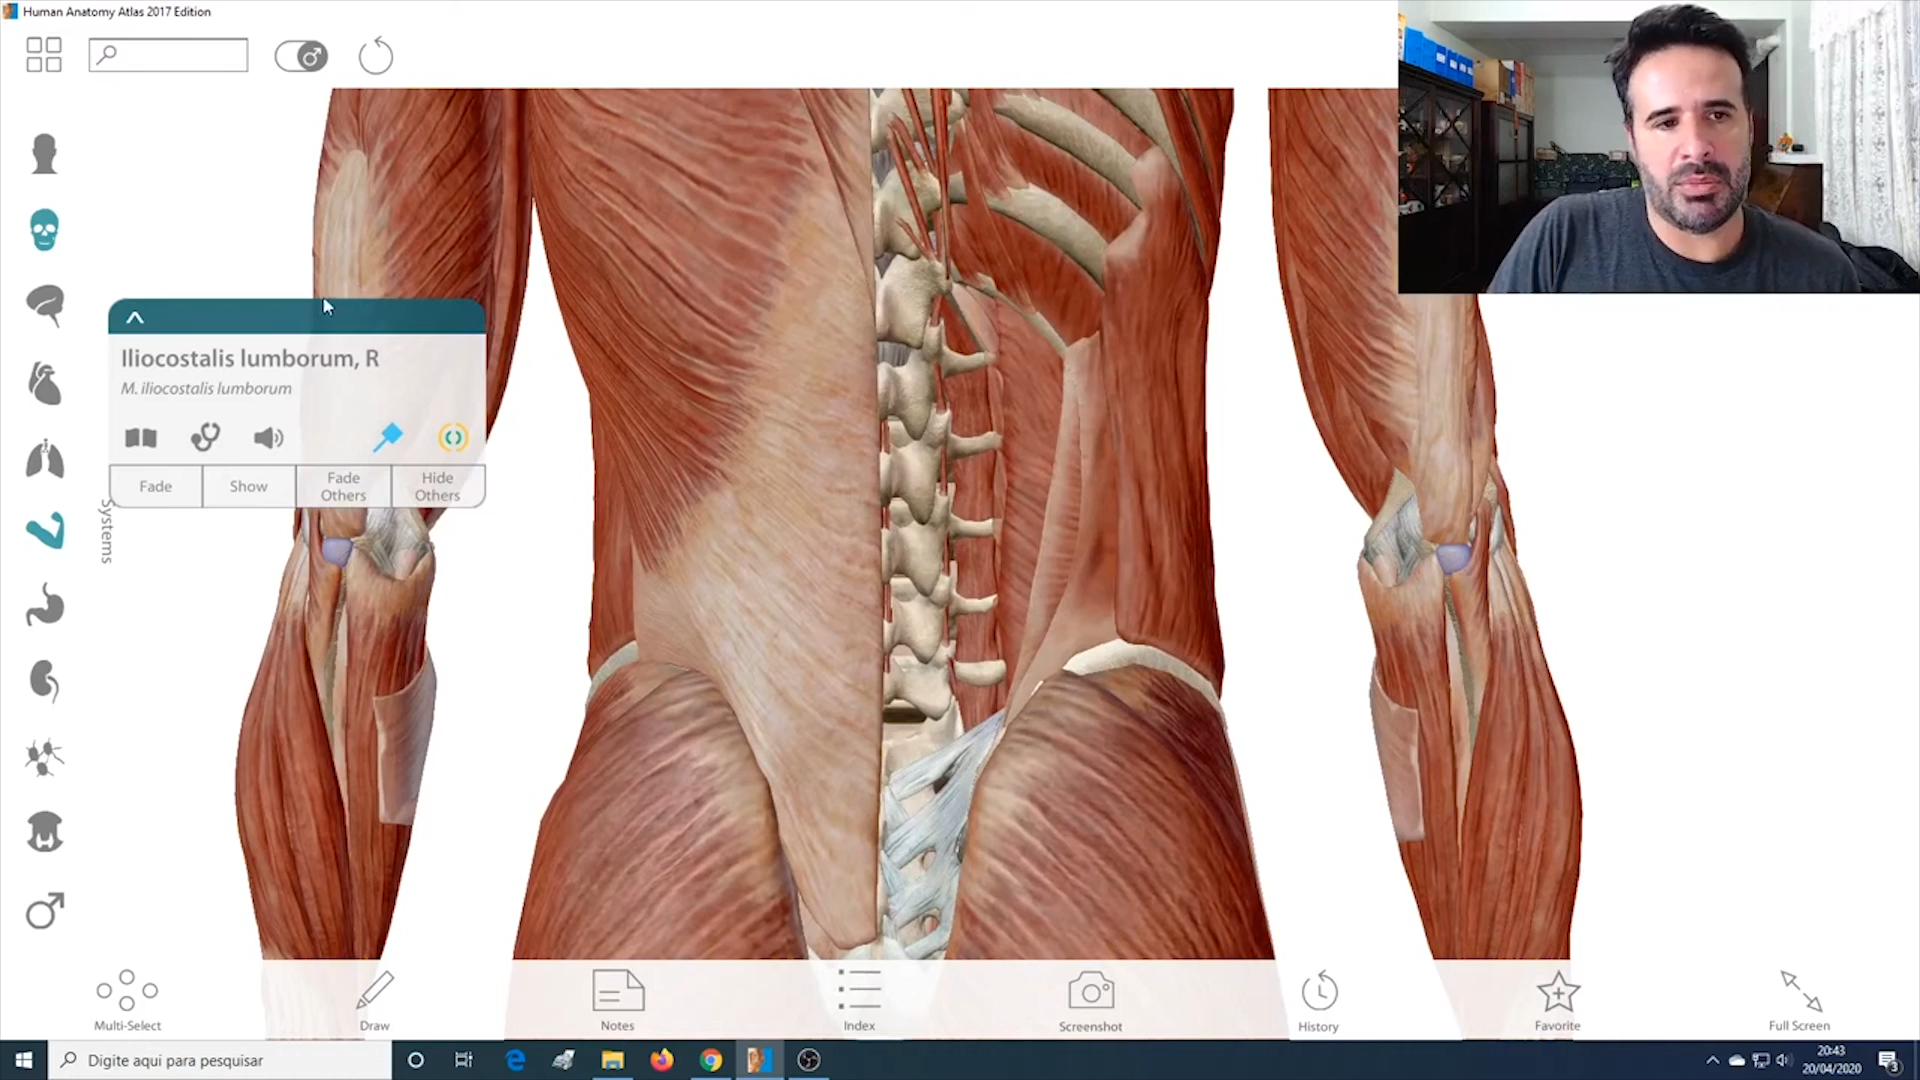 Human Anatomy Atlas 2017 Edition
Iliocostalis lumborum, R
M. iliocostalis lumborum
Fade
Show
Fade Others
Hide Others
Systems
Multi-Select
Draw
Notes
Index
Screenshot
History
Favorite
Full Screen
Digite aqui para pesquisar
20:43
20/04/2020
3